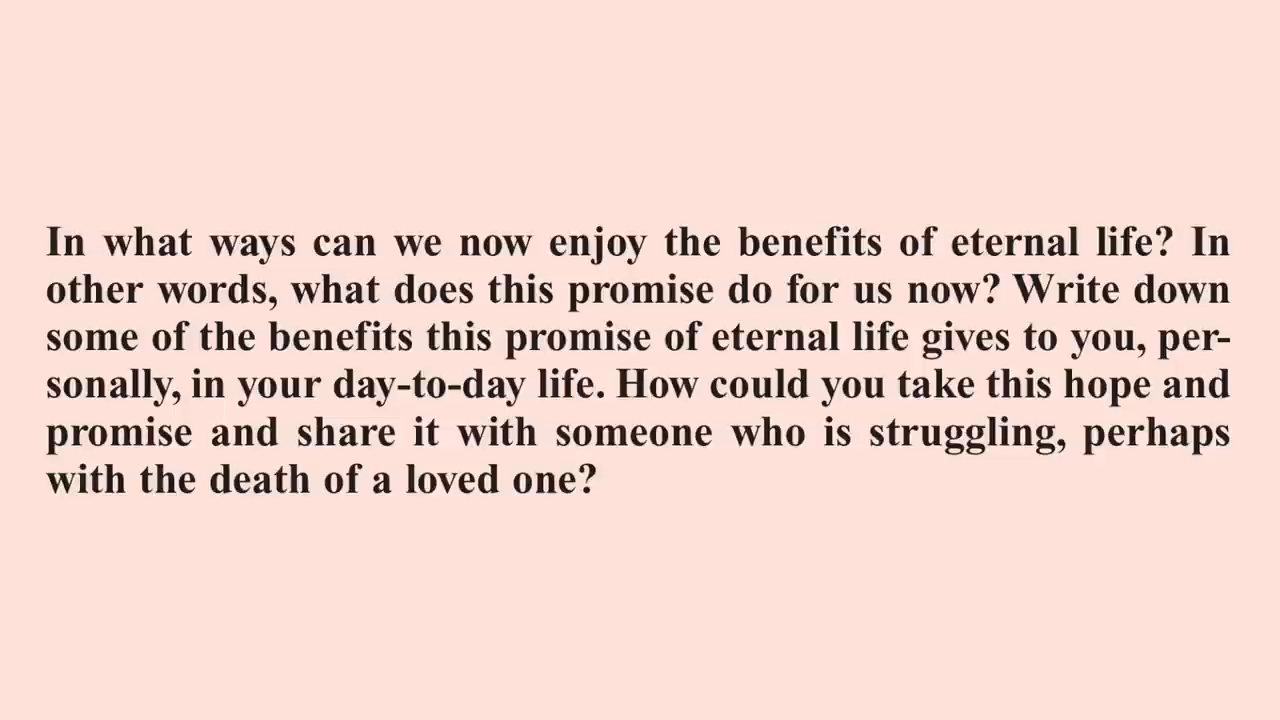 In what ways can we now enjoy the benefits of eternal life? In
other words, what does this promise do for us now? Write down
some of the benefits this promise of eternal life gives to you, per-
sonally, in your day-to-day life. How could you take this hope and
promise and share it with someone who is struggling, perhaps
with the death of a loved one?